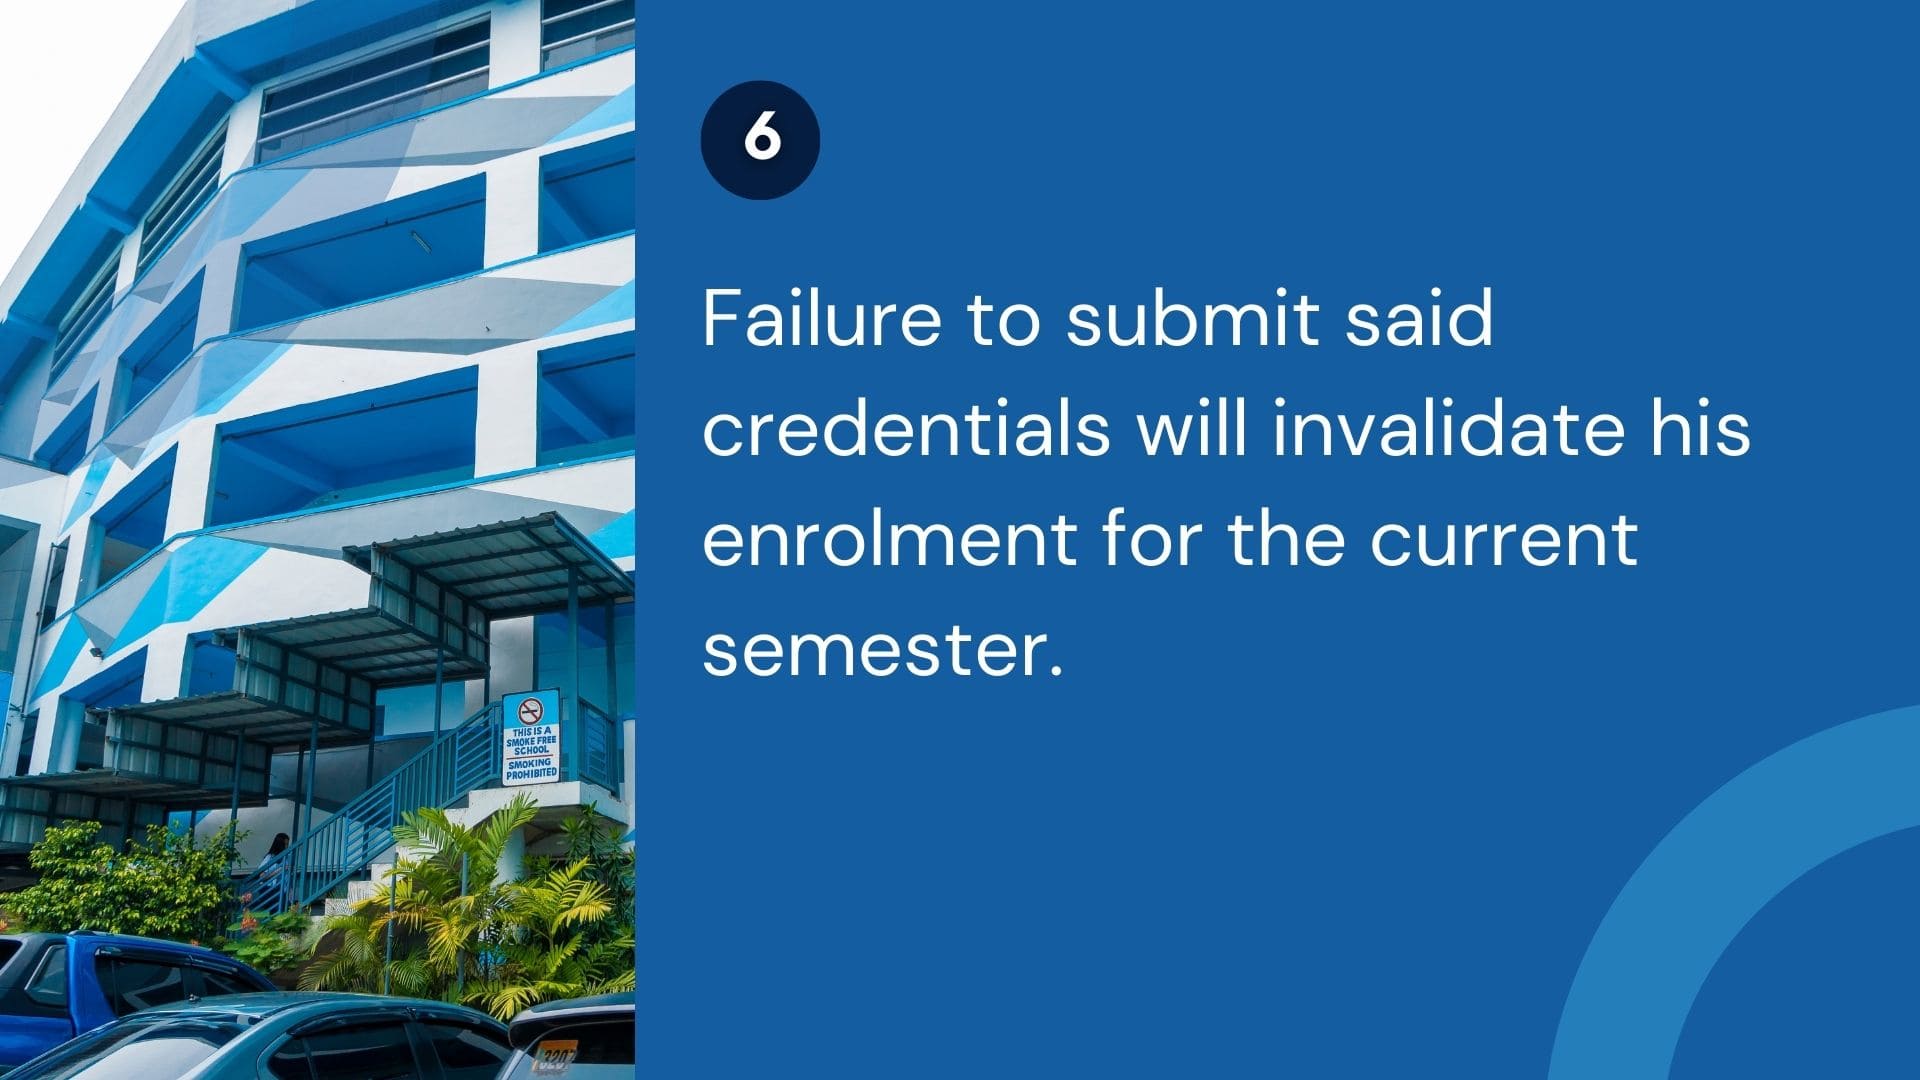 6
Failure to submit said
credentials will invalidate his
enrolment for the current
semester.
THIS IS A
SMOKE FREE
SCHOOL
SMOKING
PROHIBITED
3207